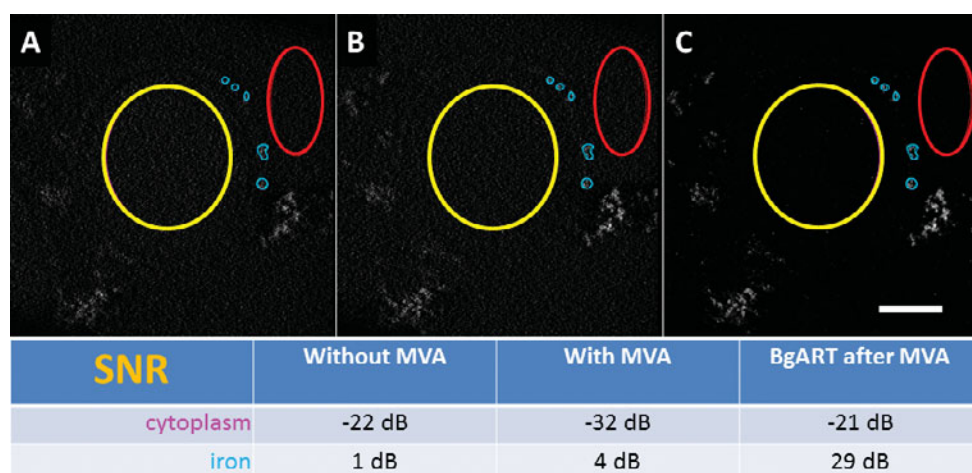 A B C
SNR Without MVA With MVA BgART after MVA
cytoplasm -22 dB -32 dB -21 dB
iron 1 dB 4 dB 29 dB